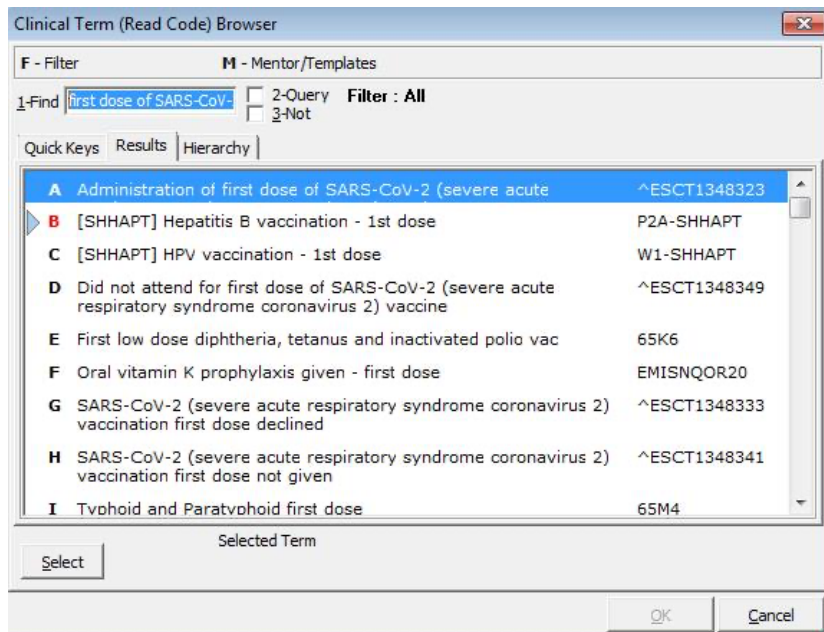 Clinical Term (Read Code) Browser
F - Filter M - Mentor/Templates
1-Find first dose of SARS-CoV- 2-Query Filter : All
3-Not
Quick Keys Results Hierarchy
A Administration of first dose of SARS-CoV-2 (severe acute ^ESCT1348323
B [SHHAPT] Hepatitis B vaccination - 1st dose P2A-SHHAPT
C [SHHAPT] HPV vaccination - 1st dose W1-SHHAPT
D Did not attend for first dose of SARS-CoV-2 (severe acute ^ESCT1348349
respiratory syndrome coronavirus 2) vaccine
E First low dose diphtheria, tetanus and inactivated polio vac 65K6
F Oral vitamin K prophylaxis given - first dose EMISNQOR20
G SARS-CoV-2 (severe acute respiratory syndrome coronavirus 2) ^ESCT1348333
vaccination first dose declined
H SARS-CoV-2 (severe acute respiratory syndrome coronavirus 2) ^ESCT1348341
vaccination first dose not given
I Typhoid and Paratyphoid first dose 65M4
Selected Term
Select
OK Cancel